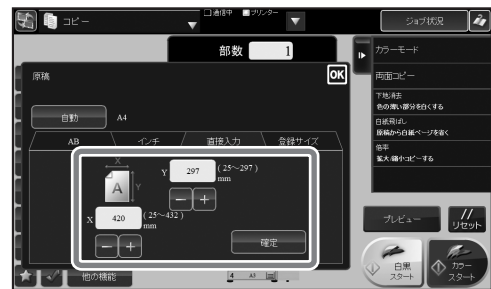 コピー
通信中 プリンター
ジョブ状況
部数 1
カラーモード
原稿
OK
両面コピー
下地消去
色の薄い部分を白くする
自動 A4
白紙飛ばし
原稿から白紙ページを省く
AB インチ 直接入力 登録サイズ
倍率
拡大/縮小コピーする
X
Y 297 (25~297)
mm
A Y
X 420 (25~432)
mm
プレビュー
リセット
確定
白黒
スタート
カラー
スタート
他の機能
4 A3